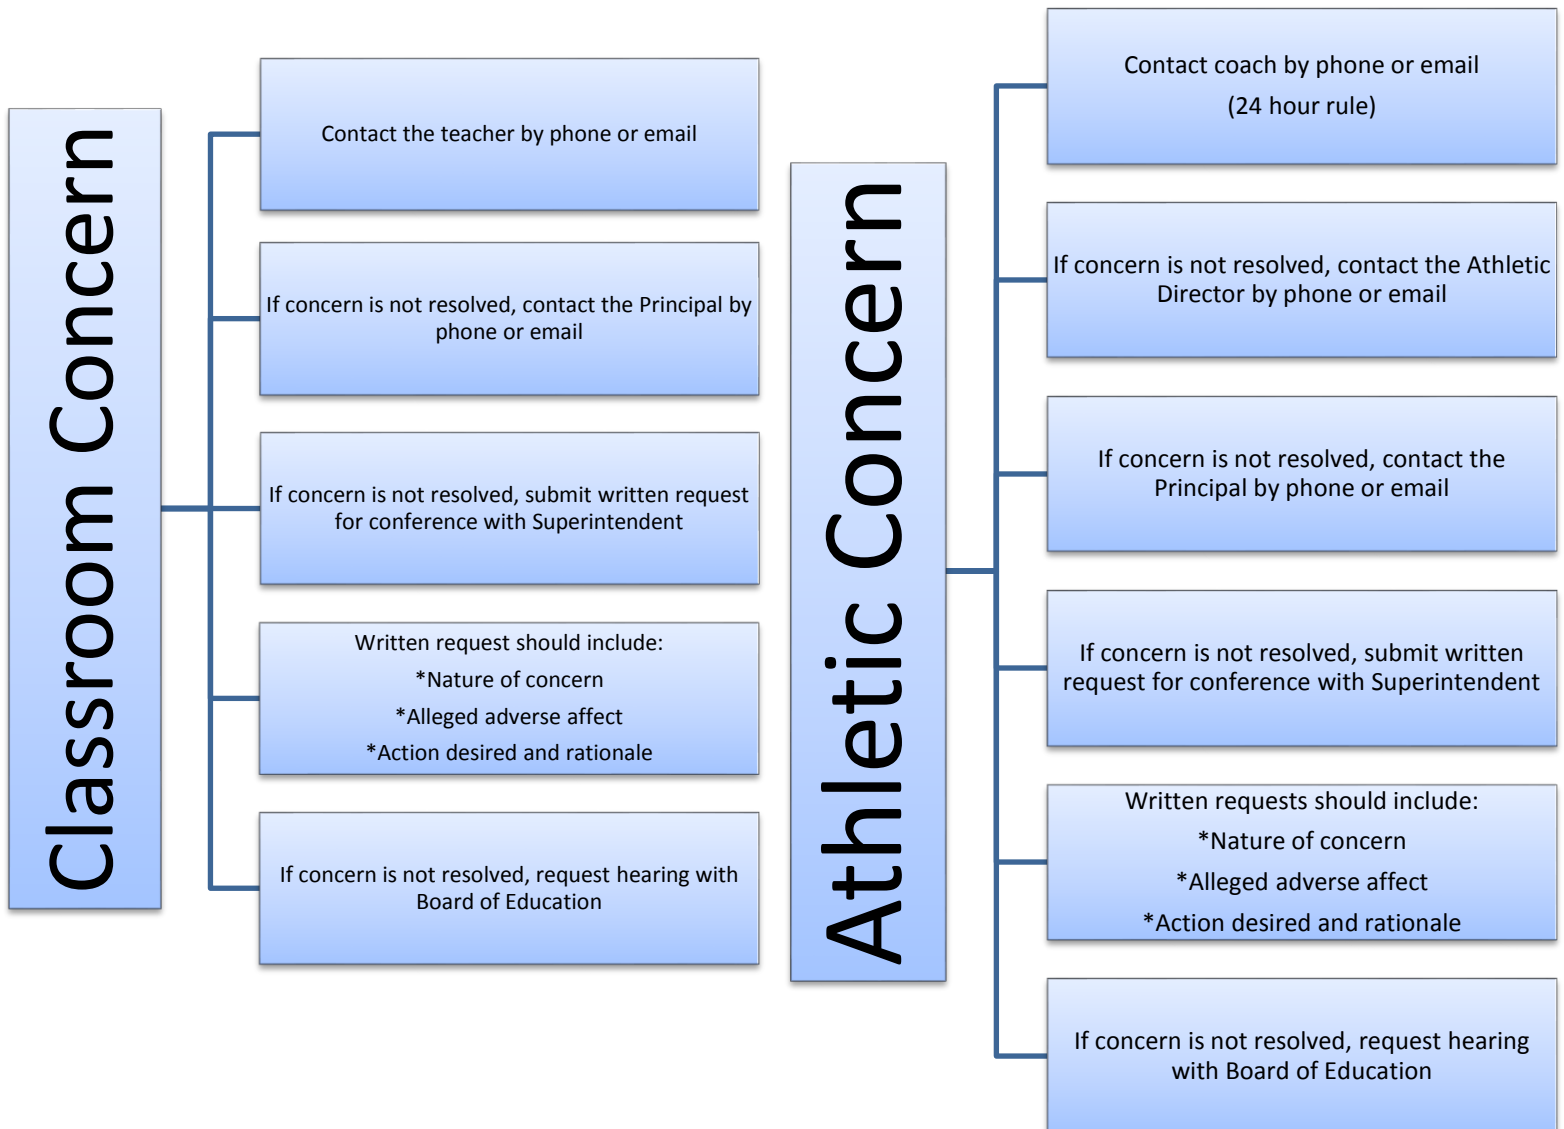 Classroom Concern
Contact the teacher by phone or email
If concern is not resolved, contact the Principal by
phone or email
If concern is not resolved, submit written request
for conference with Superintendent
Written request should include:
*Nature of concern
*Alleged adverse affect
*Action desired and rationale
If concern is not resolved, request hearing with
Board of Education
Athletic Concern
Contact coach by phone or email
(24 hour rule)
If concern is not resolved, contact the Athletic
Director by phone or email
If concern is not resolved, contact the
Principal by phone or email
If concern is not resolved, submit written
request for conference with Superintendent
Written requests should include:
*Nature of concern
*Alleged adverse affect
*Action desired and rationale
If concern is not resolved, request hearing
with Board of Education